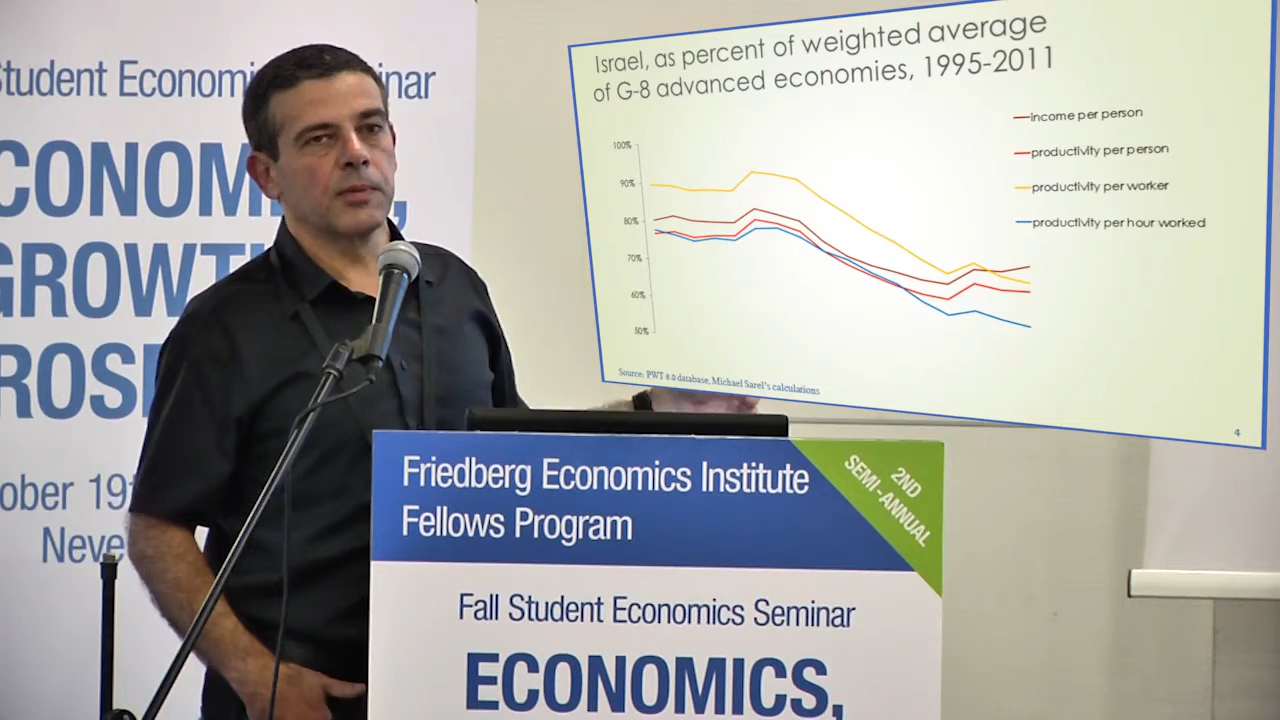 Student Economi nar
CONOM ,
GROWT
ROS
ober 19
Neve
Israel, as percent of weighted average
of G-8 advanced economies, 1995-2011
income per person
productivity per person
productivity per worker
productivity per hour worked
100%
90%
80%
70%
60%
50%
Source: PWT 8.0 database, Michael Sarel's calculations
4
Friedberg Economics Institute
Fellows Program
2ND
SEMI-ANNUAL
Fall Student Economics Seminar
ECONOMICS,